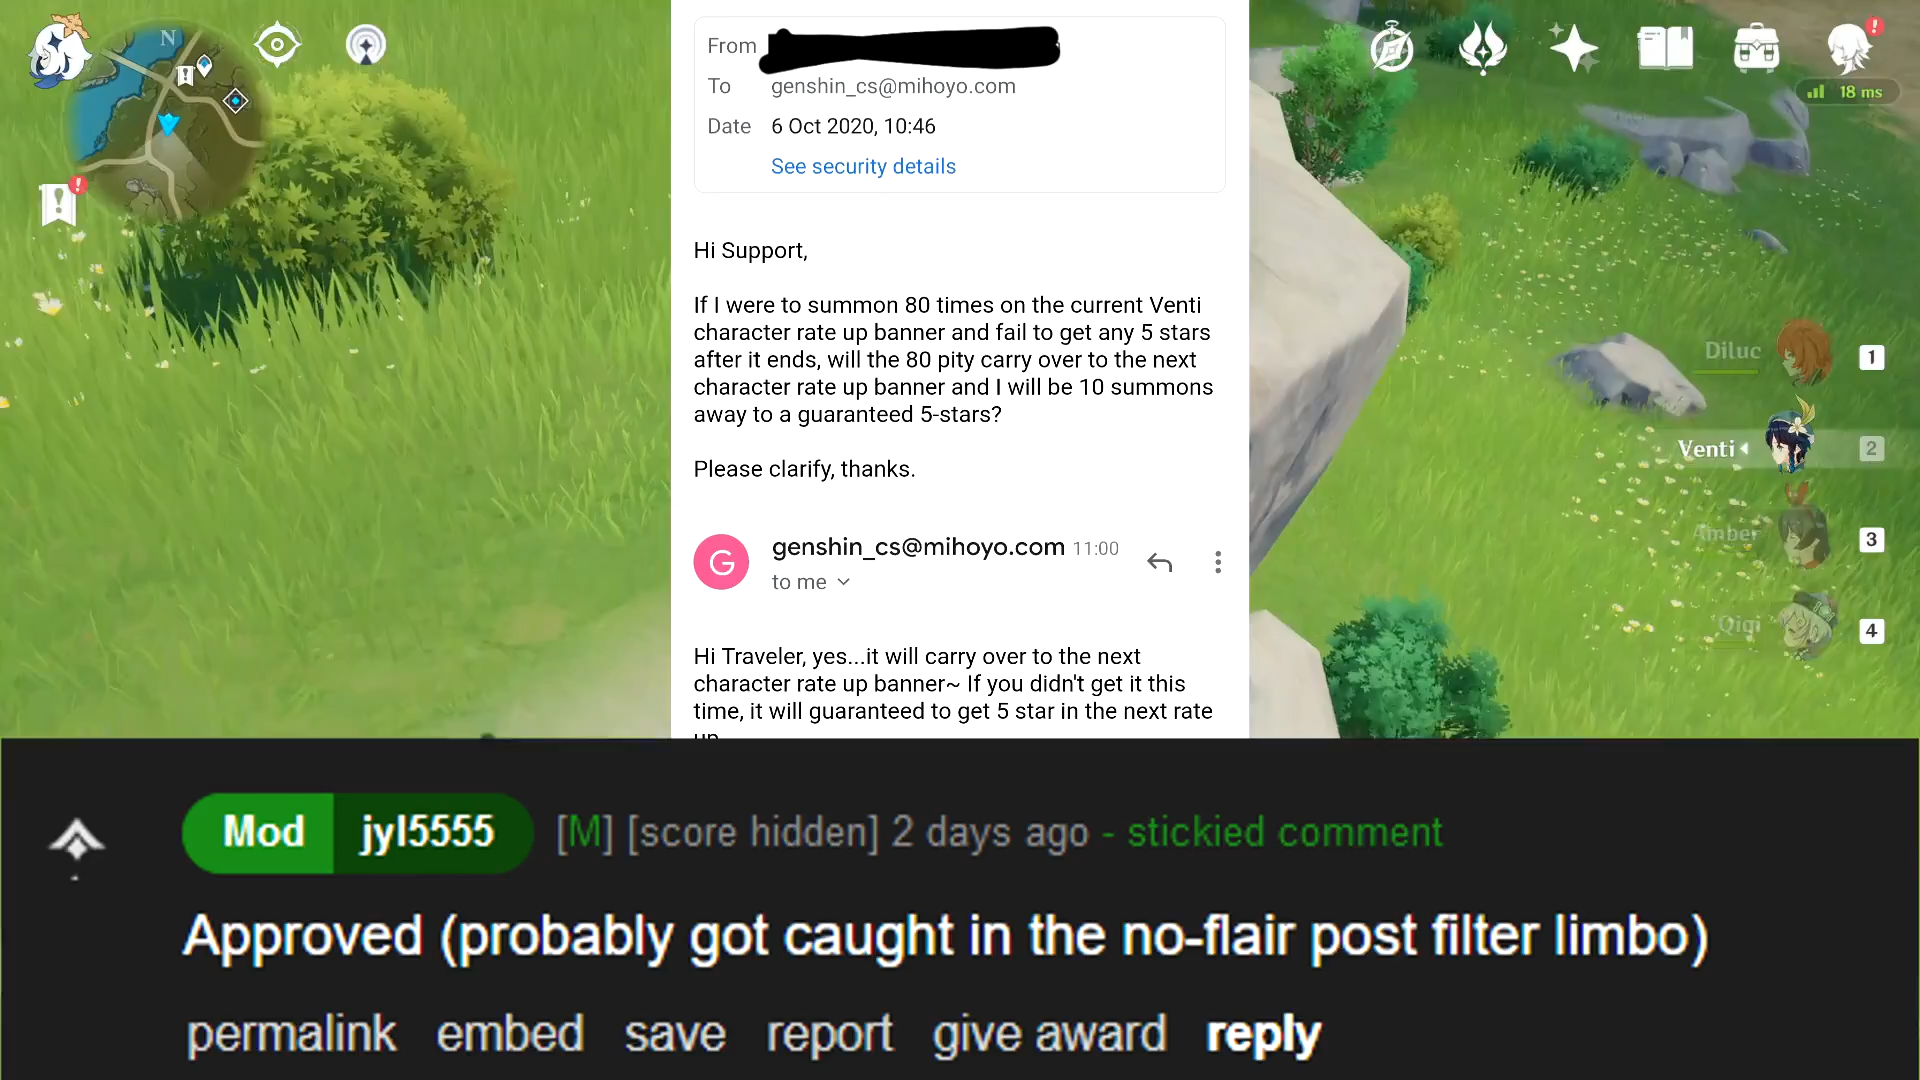 N
18 ms
From
To genshin_cs@mihoyo.com
Date 6 Oct 2020, 10:46
See security details
Hi Support,
If I were to summon 80 times on the current Venti
character rate up banner and fail to get any 5 stars
after it ends, will the 80 pity carry over to the next
character rate up banner and I will be 10 summons
away to a guaranteed 5-stars?
Please clarify, thanks.
G
genshin_cs@mihoyo.com 11:00
to me
Hi Traveler, yes...it will carry over to the next
character rate up banner~ If you didn't get it this
time, it will guaranteed to get 5 star in the next rate
up
Diluc 1
Venti 2
Amber 3
Qiqi 4
Mod jyl5555 [M] [score hidden] 2 days ago - stickied comment
Approved (probably got caught in the no-flair post filter limbo)
permalink embed save report give award reply